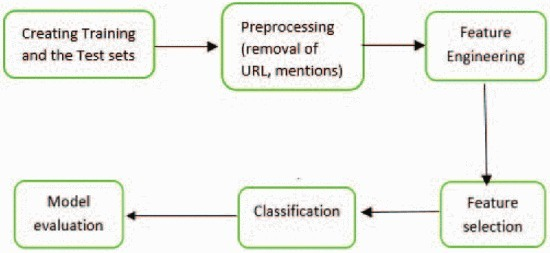 Creating Training
and the Test sets
Preprocessing
(removal of
URL, mentions)
Feature
Engineering
Feature
selection
Classification
Model
evaluation